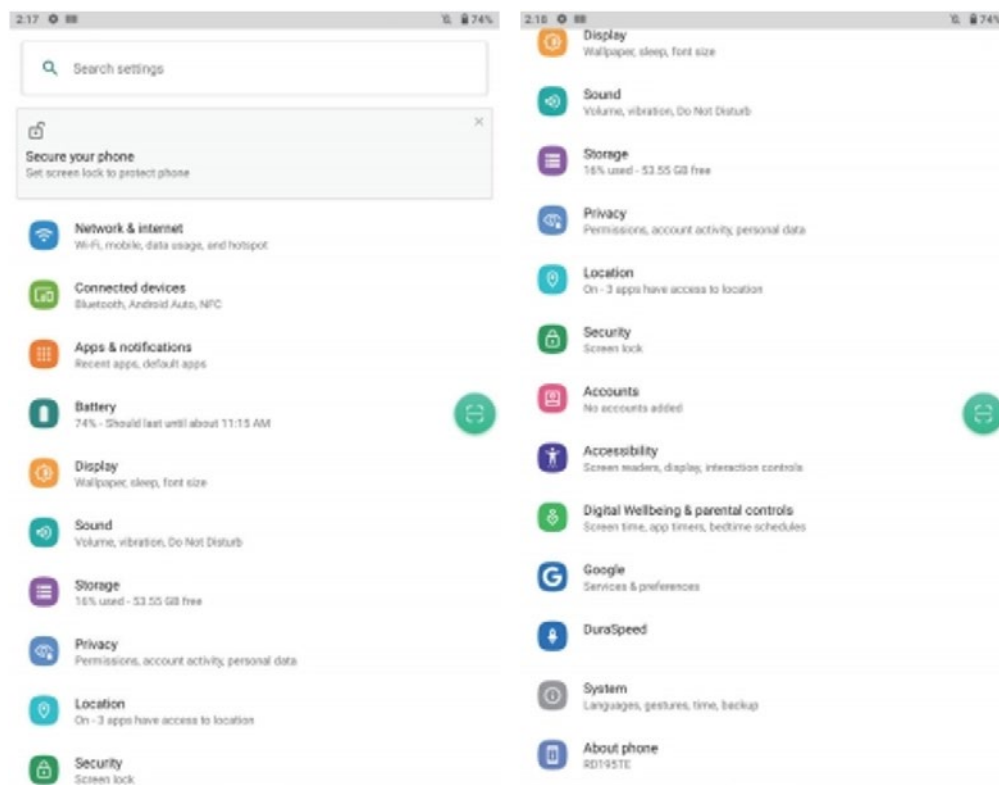 2:17
74%
Search settings
Secure your phone
Set screen lock to protect phone
Network & internet
Wi-Fi, mobile, data usage, and hotspot
Connected devices
Bluetooth, Android Auto, NFC
Apps & notifications
Recent apps, default apps
Battery
74% - Should last until about 11:15 AM
Display
Wallpaper, sleep, font size
Sound
Volume, vibration, Do Not Disturb
Storage
16% used - 53.55 GB free
Privacy
Permissions, account activity, personal data
Location
On - 3 apps have access to location
Security
Screen lock
2:18
74%
Display
Wallpaper, sleep, font size
Sound
Volume, vibration, Do Not Disturb
Storage
16% used - 53.55 GB free
Privacy
Permissions, account activity, personal data
Location
On - 3 apps have access to location
Security
Screen lock
Accounts
No accounts added
Accessibility
Screen readers, display, interaction controls
Digital Wellbeing & parental controls
Screen time, app timers, bedtime schedules
Google
Services & preferences
DuraSpeed
System
Languages, gestures, time, backup
About phone
RD195TE